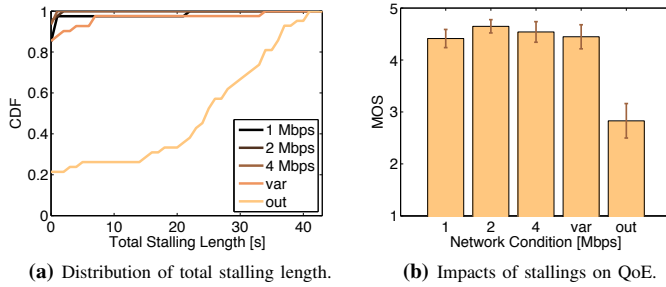 1
0.8
0.6
0.4
0.2
0
CDF
0 10 20 30 40
Total Stalling Length [s]
1 Mbps
2 Mbps
4 Mbps
var
out
(a) Distribution of total stalling length.
5
4
3
2
1
MOS
1 2 4 var out
Network Condition [Mbps]
(b) Impacts of stallings on QoE.